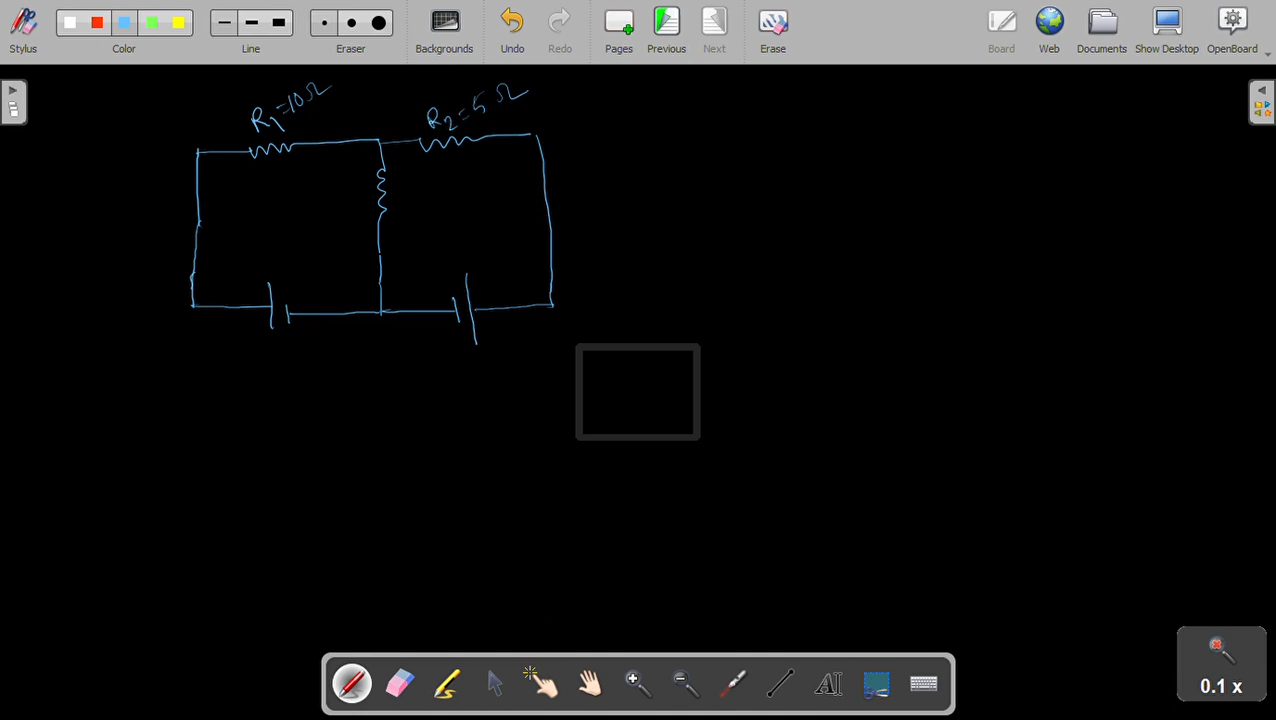 Stylus Color Line Eraser Backgrounds Undo Redo Pages Previous Next Erase Board Web Documents Show Desktop OpenBoard
R1=10Ω R2=5Ω
AI
0.1 x